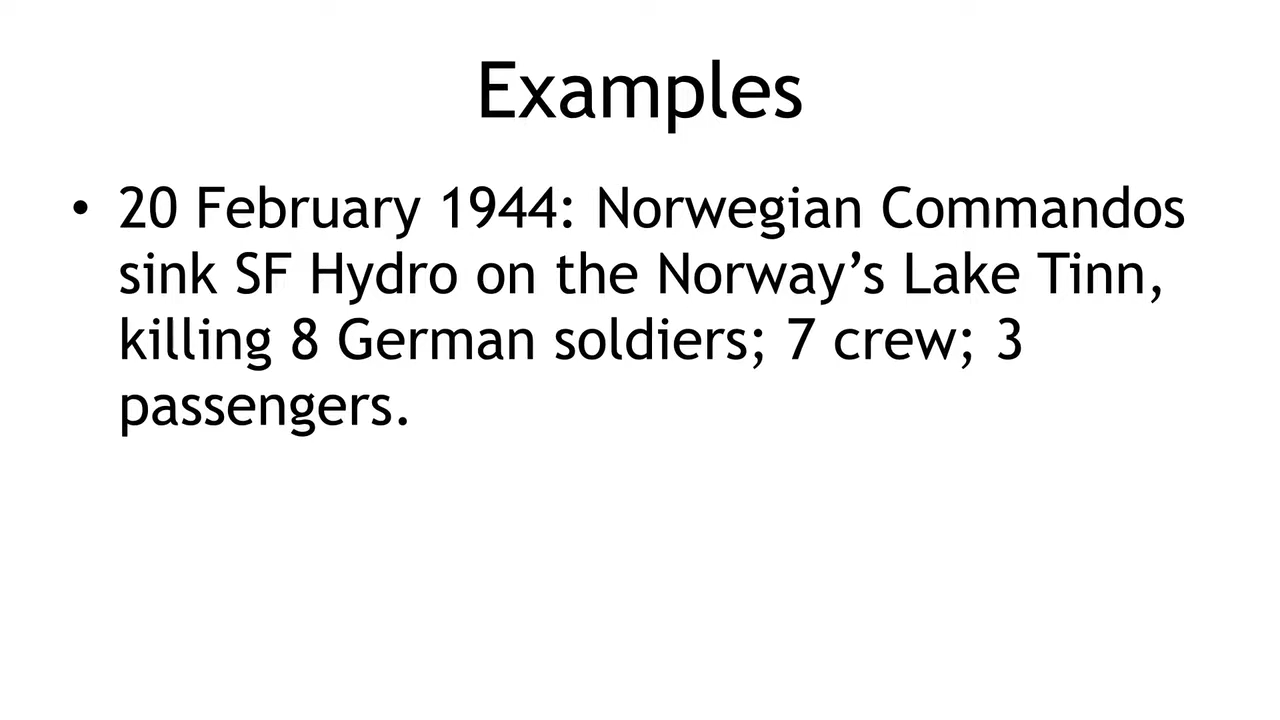 Examples
• 20 February 1944: Norwegian Commandos
sink SF Hydro on the Norway’s Lake Tinn,
killing 8 German soldiers; 7 crew; 3
passengers.